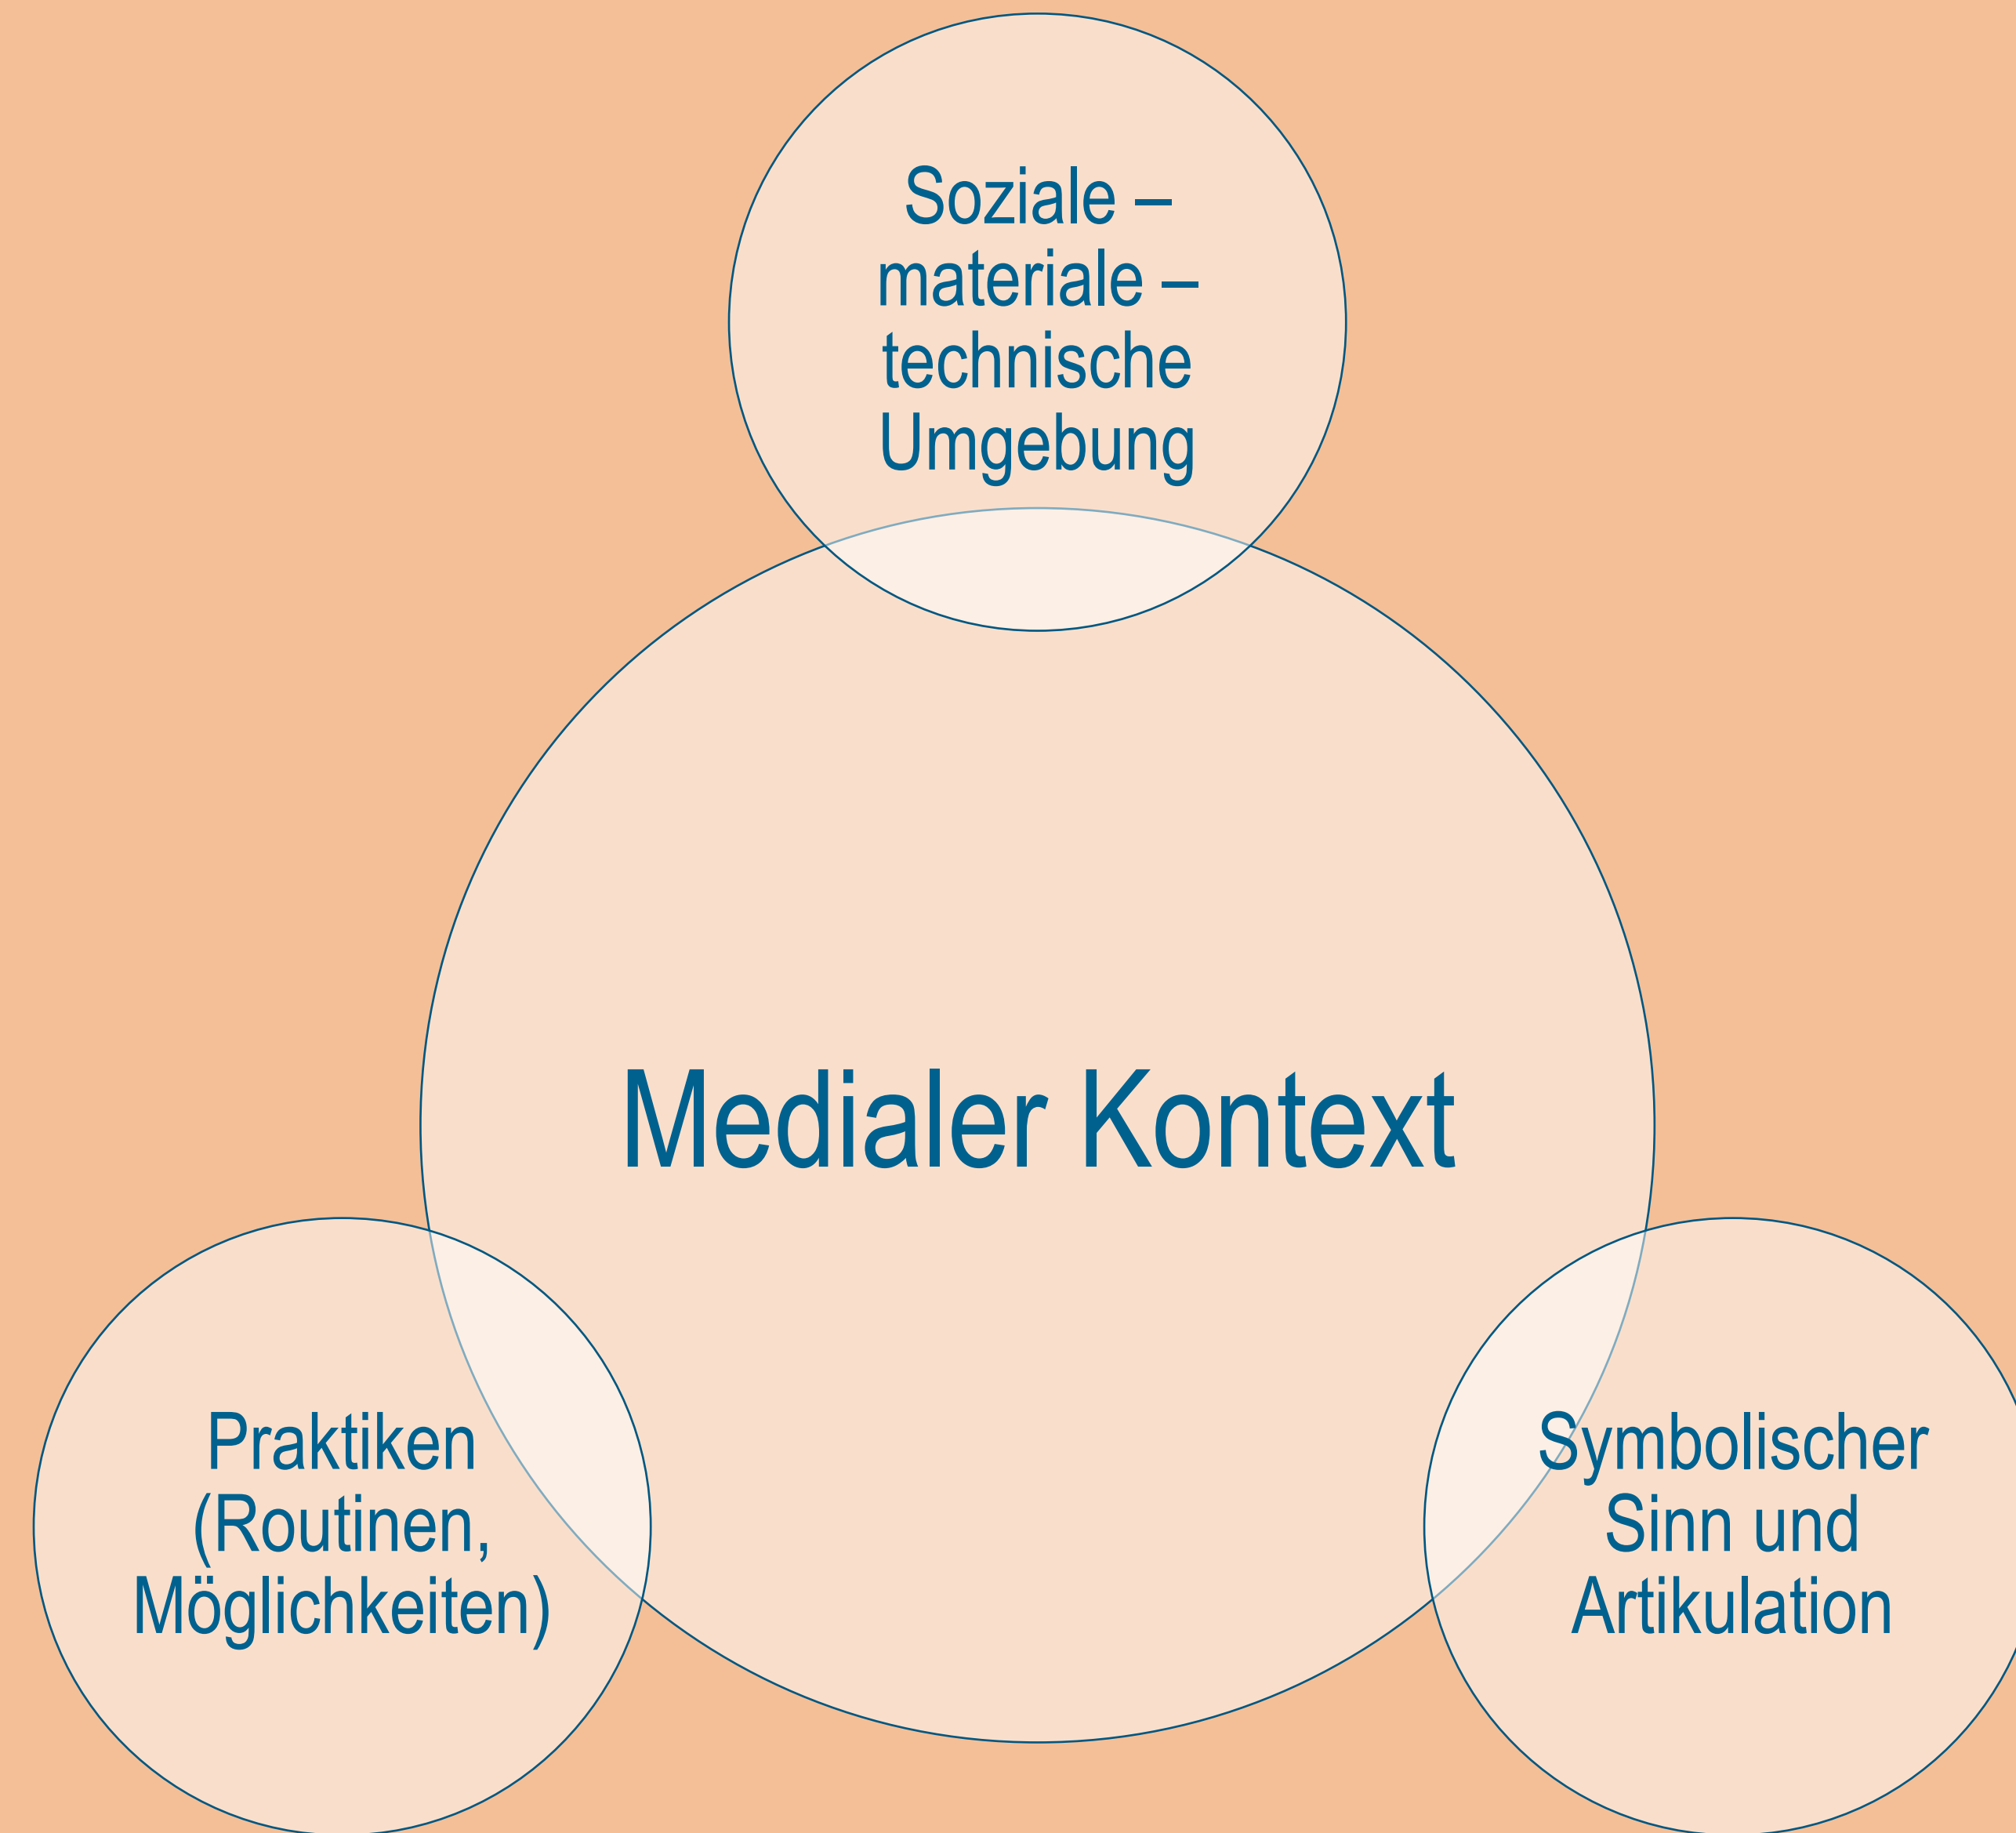 Soziale –
materiale –
technische
Umgebung
Medialer Kontext
Praktiken
(Routinen,
Möglichkeiten)
Symbolischer
Sinn und
Artikulation